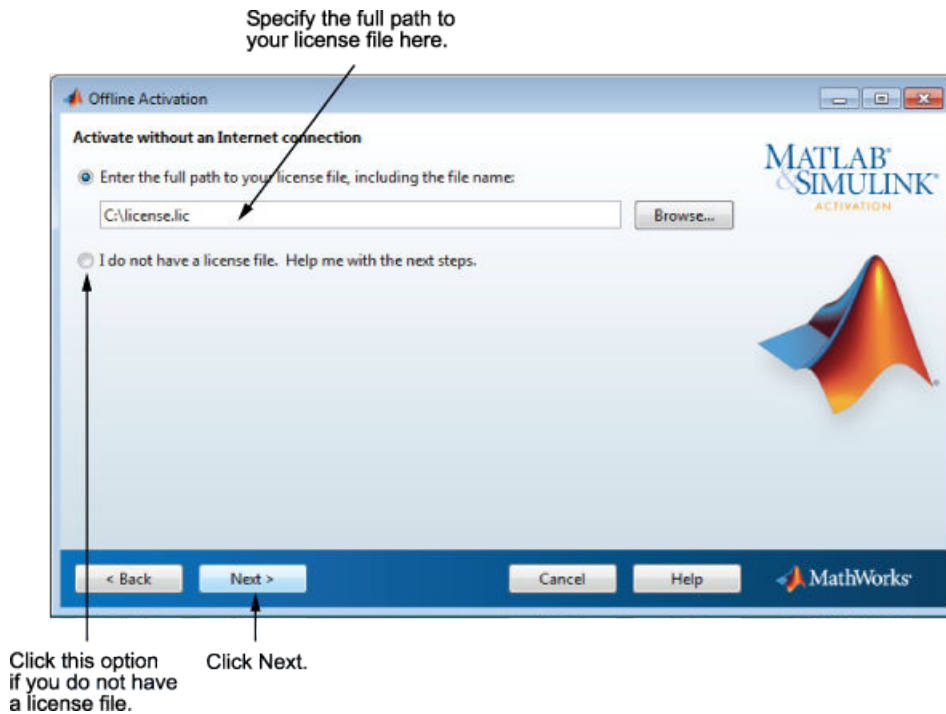 Specify the full path to
your license file here.
Offline Activation
Activate without an Internet connection
Enter the full path to your license file, including the file name:
C:\license.lic
Browse...
I do not have a license file. Help me with the next steps.
MATLAB®
&SIMULINK®
ACTIVATION
< Back
Next >
Cancel
Help
MathWorks®
Click this option
if you do not have
a license file.
Click Next.